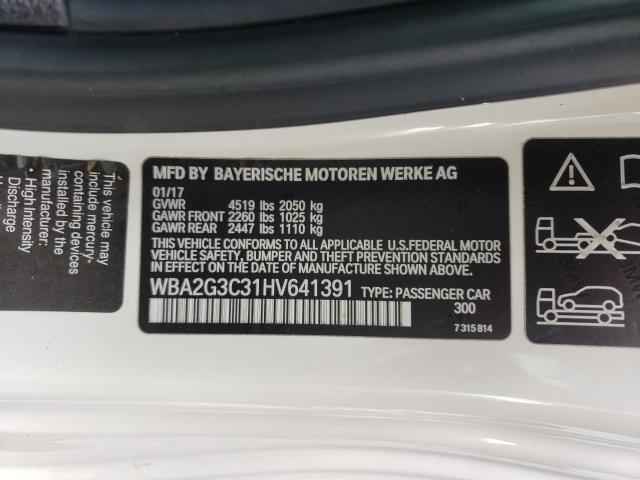 This vehicle may
include mercury-
containing devices
installed by the
manufacturer:
• High Intensity
Discharge
MFD BY BAYERISCHE MOTOREN WERKE AG
01/17
GVWR 4519 lbs 2050 kg
GAWR FRONT 2260 lbs 1025 kg
GAWR REAR 2447 lbs 1110 kg
THIS VEHICLE CONFORMS TO ALL APPLICABLE U.S.FEDERAL MOTOR
VEHICLE SAFETY, BUMPER, AND THEFT PREVENTION STANDARDS
IN EFFECT ON THE DATE OF MANUFACTURE SHOWN ABOVE.
WBA2G3C31HV641391 TYPE: PASSENGER CAR
300
7 315 814